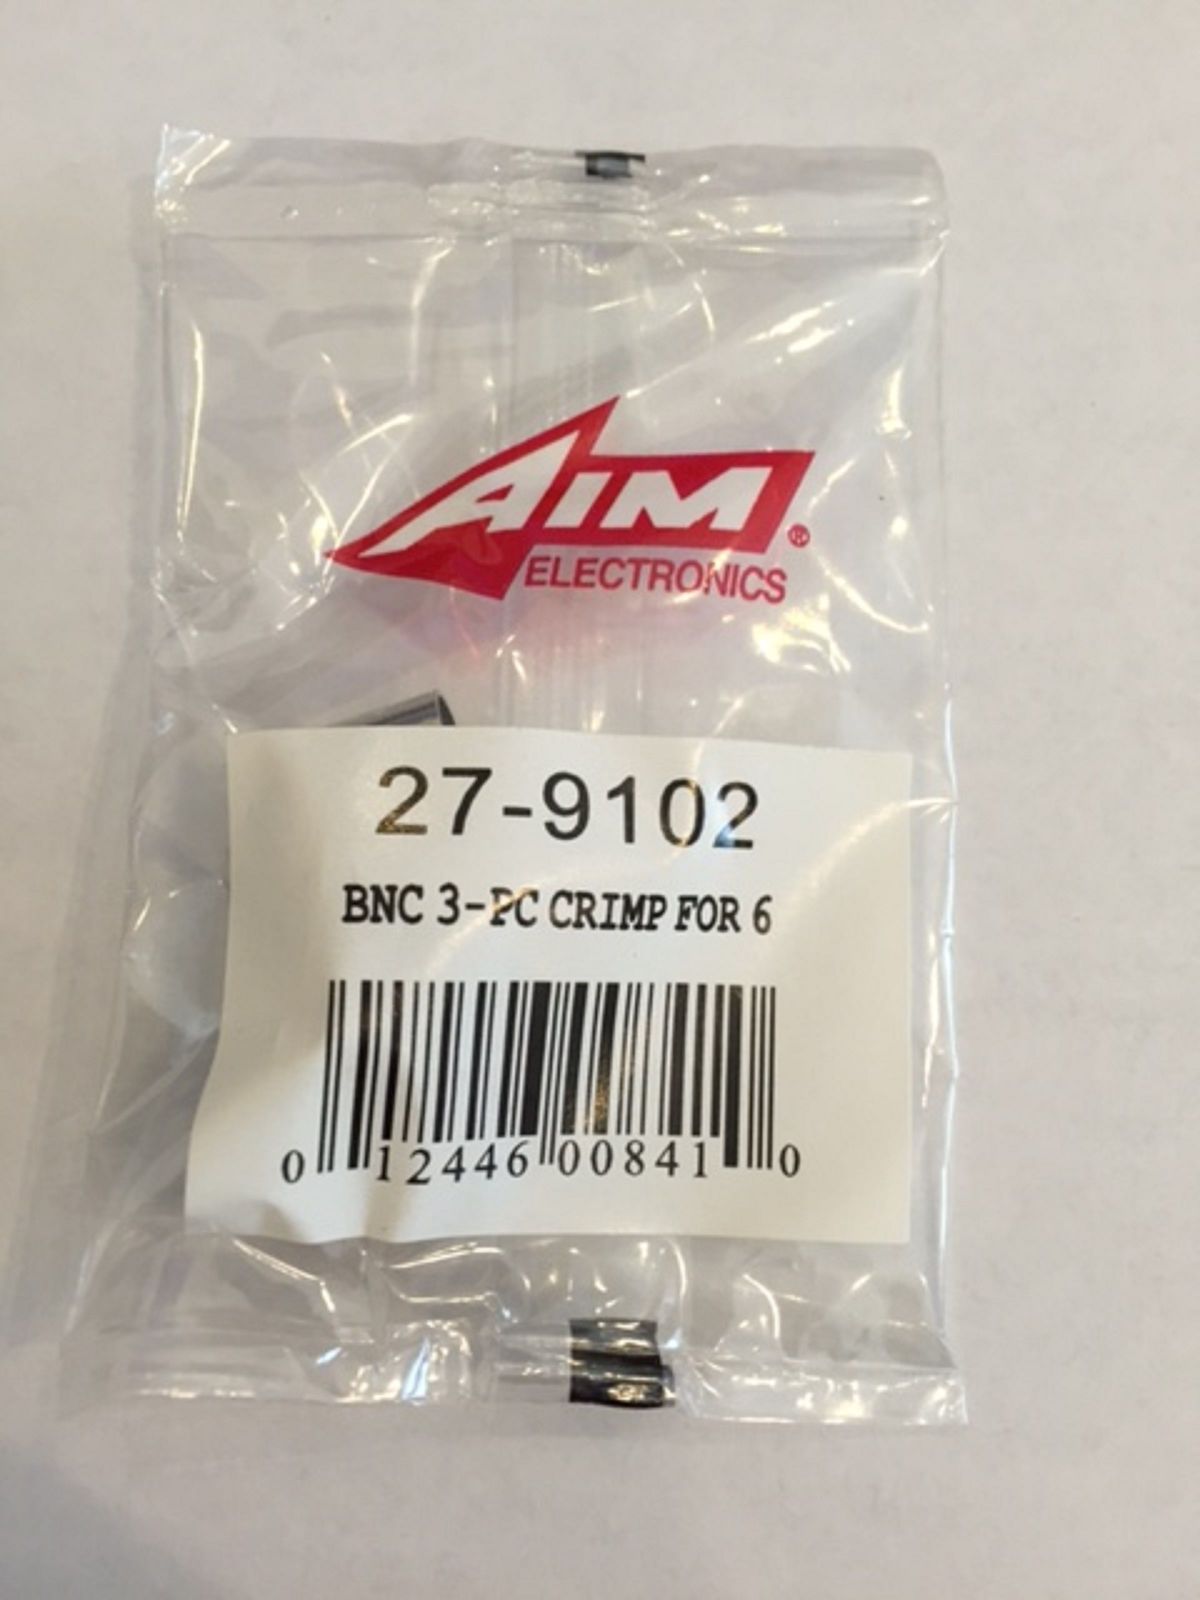 AIM®
ELECTRONICS
27-9102
BNC 3-PC CRIMP FOR 6
0 12446 00841 0